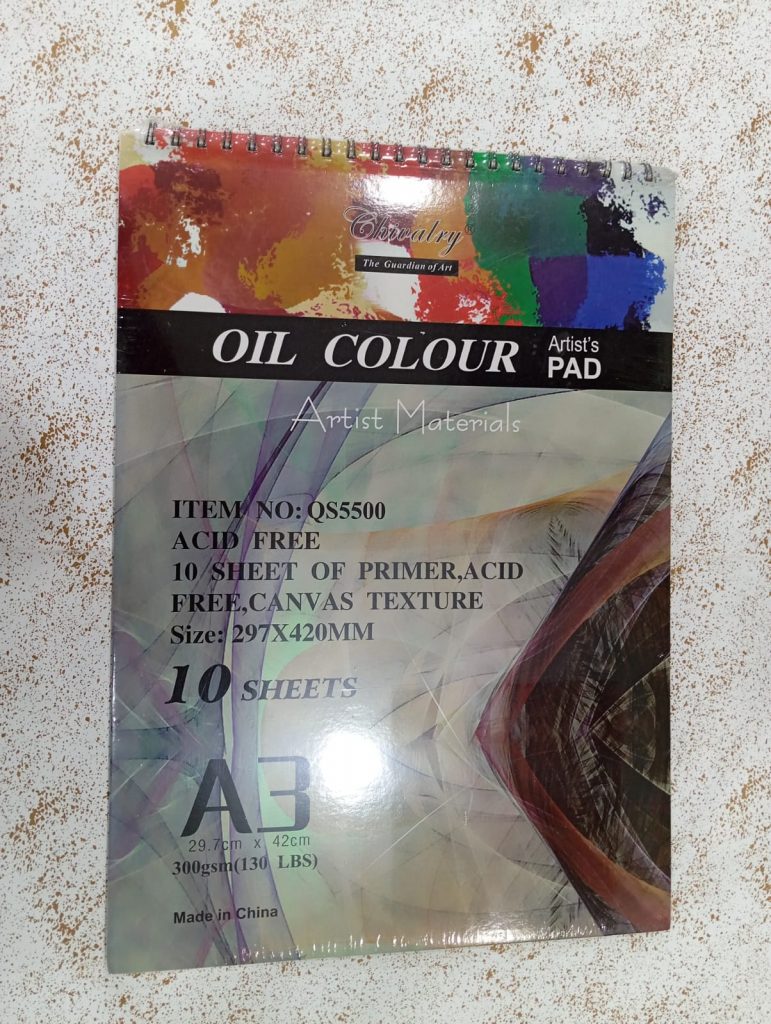 Chivalry®
The Guardian of Art
OIL COLOUR
Artist's
PAD
Artist Materials
ITEM NO: QS5500
ACID FREE
10 SHEET OF PRIMER,ACID
FREE,CANVAS TEXTURE
Size: 297X420MM
10 SHEETS
A3
29.7cm x 42cm
300gsm(130 LBS)
Made in China